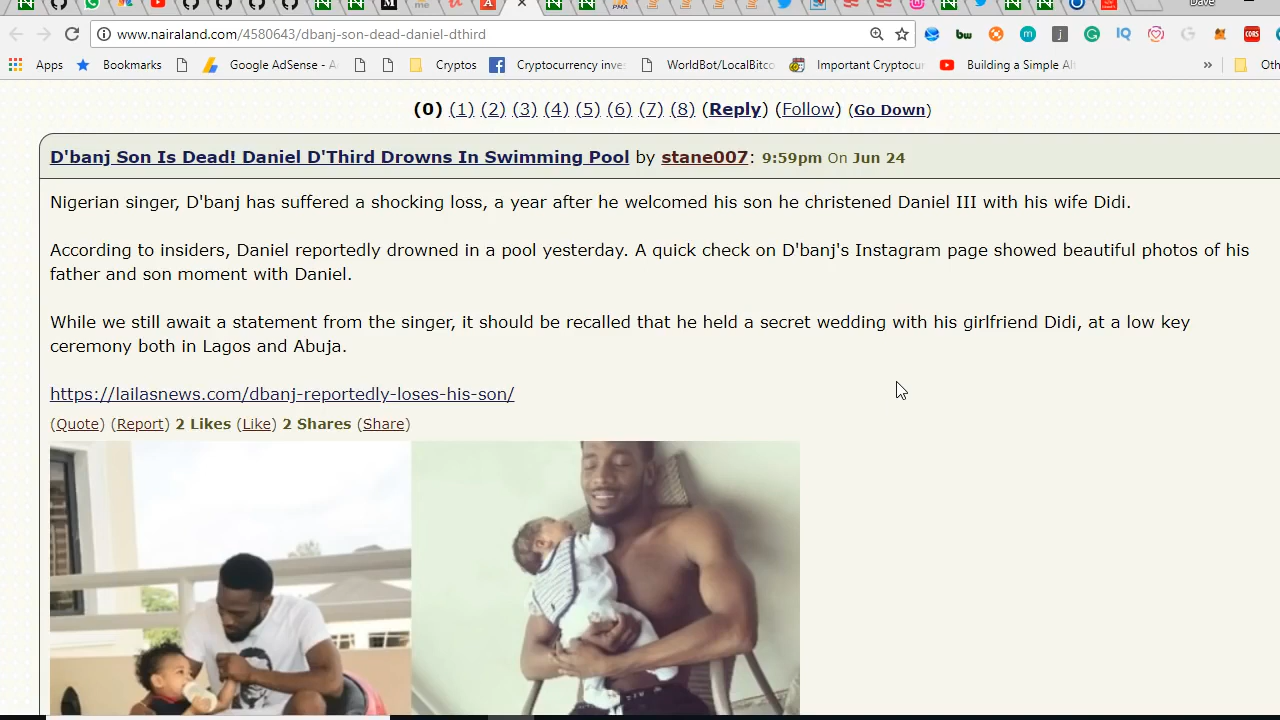 Dave
www.nairaland.com/4580643/dbanj-son-dead-daniel-dthird
Apps Bookmarks Google AdSense - A Cryptos Cryptocurrency inve WorldBot/LocalBitco Important Cryptocur Building a Simple Alt » Oth
(0) (1) (2) (3) (4) (5) (6) (7) (8) (Reply) (Follow) (Go Down)
D'banj Son Is Dead! Daniel D'Third Drowns In Swimming Pool by stane007: 9:59pm On Jun 24
Nigerian singer, D'banj has suffered a shocking loss, a year after he welcomed his son he christened Daniel III with his wife Didi.
According to insiders, Daniel reportedly drowned in a pool yesterday. A quick check on D'banj's Instagram page showed beautiful photos of his
father and son moment with Daniel.
While we still await a statement from the singer, it should be recalled that he held a secret wedding with his girlfriend Didi, at a low key
ceremony both in Lagos and Abuja.
https://lailasnews.com/dbanj-reportedly-loses-his-son/
(Quote) (Report) 2 Likes (Like) 2 Shares (Share)